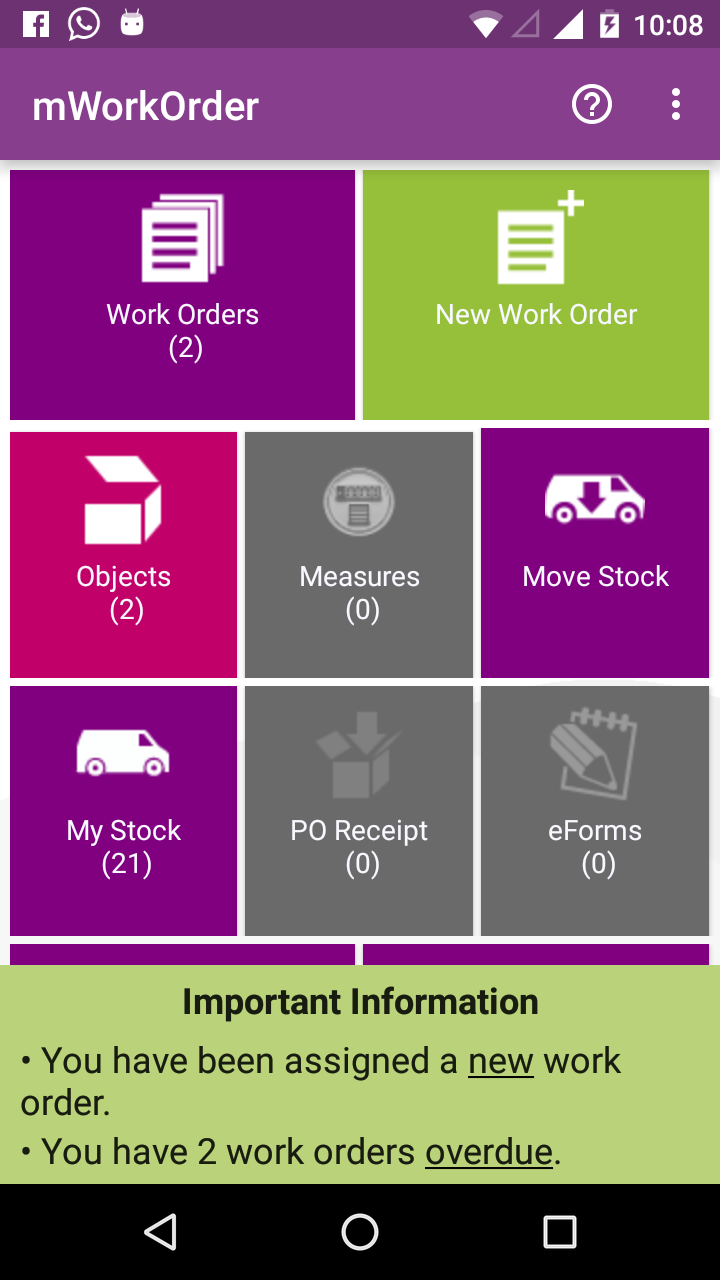 10:08
mWorkOrder
Work Orders
(2)
New Work Order
Objects
(2)
Measures
(0)
Move Stock
My Stock
(21)
PO Receipt
(0)
eForms
(0)
Important Information
• You have been assigned a new work
order.
• You have 2 work orders overdue.